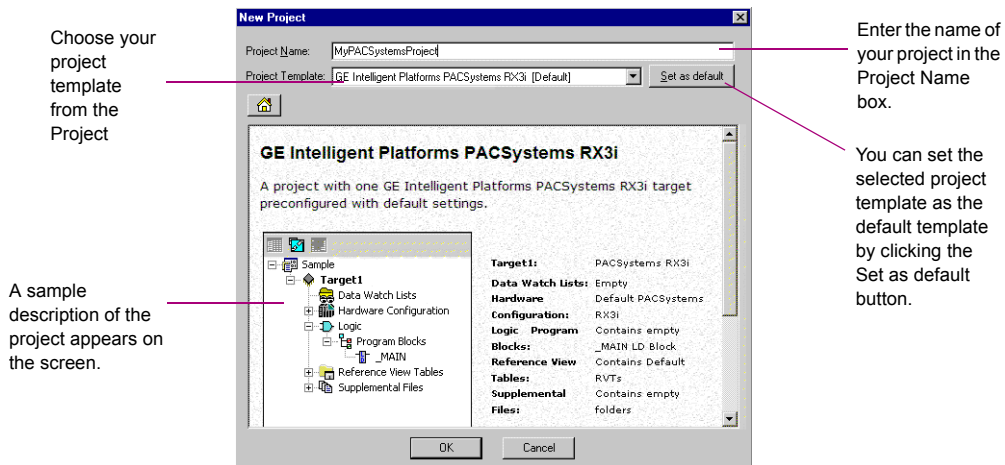 New Project
Choose your
project
template
from the
Project
Project Name:
MyPACSystemsProject
Project Template:
GE Intelligent Platforms PACSystems RX3i [Default]
Set as default
Enter the name of
your project in the
Project Name
box.
You can set the
selected project
template as the
default template
by clicking the
Set as default
button.
GE Intelligent Platforms PACSystems RX3i
A project with one GE Intelligent Platforms PACSystems RX3i target
preconfigured with default settings.
A sample
description of the
project appears on
the screen.
Sample
Target1
Data Watch Lists
Hardware Configuration
Logic
Program Blocks
_MAIN
Reference View Tables
Supplemental Files
Target1: PACSystems RX3i
Data Watch Lists: Empty
Hardware Default PACSystems
Configuration: RX3i
Logic Program Contains empty
Blocks: _MAIN LD Block
Reference View Contains Default
Tables: RVTs
Supplemental Contains empty
Files: folders
OK
Cancel